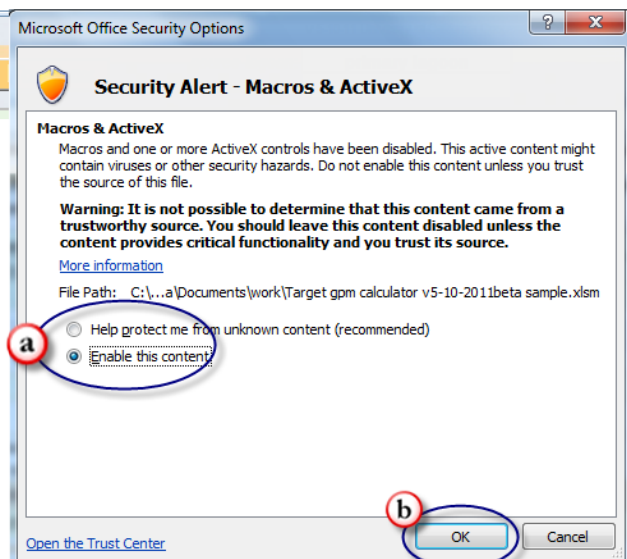 Microsoft Office Security Options
?
X
Security Alert - Macros & ActiveX
Macros & ActiveX
Macros and one or more ActiveX controls have been disabled. This active content might
contain viruses or other security hazards. Do not enable this content unless you trust
the source of this file.
Warning: It is not possible to determine that this content came from a
trustworthy source. You should leave this content disabled unless the
content provides critical functionality and you trust its source.
More information
File Path: C:\...a\Documents\work\Target gpm calculator v5-10-2011beta sample.xlsm
Help protect me from unknown content (recommended)
a
Enable this content
b
Open the Trust Center
OK
Cancel